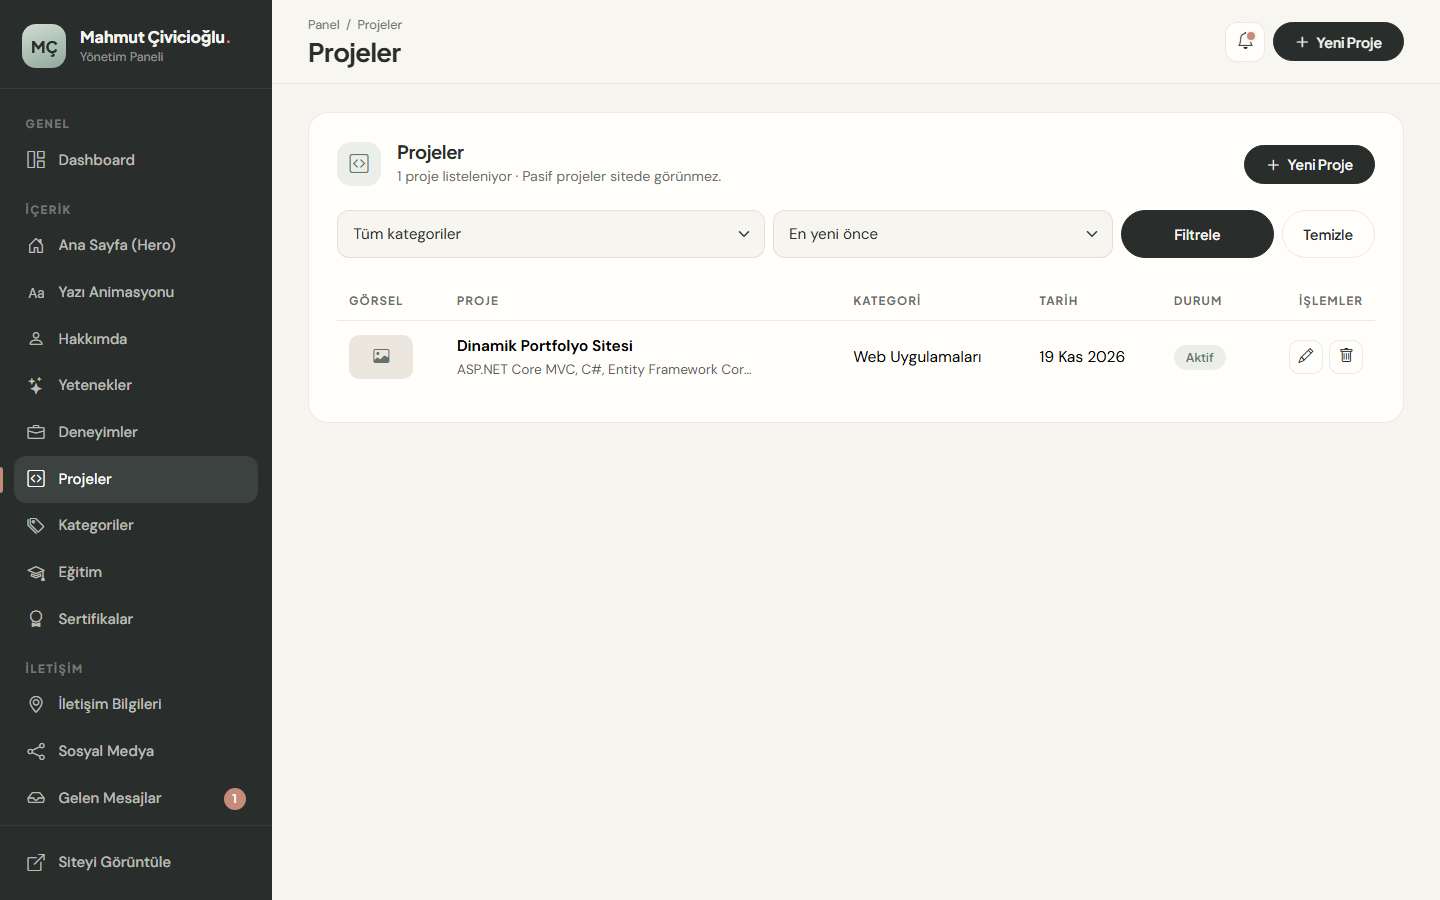 MÇ
Mahmut Çivicioğlu.
Yönetim Paneli
GENEL
Dashboard
İÇERİK
Ana Sayfa (Hero)
Aa Yazı Animasyonu
Hakkımda
Yetenekler
Deneyimler
Projeler
Kategoriler
Eğitim
Sertifikalar
İLETİŞİM
İletişim Bilgileri
Sosyal Medya
Gelen Mesajlar 1
Siteyi Görüntüle
Panel / Projeler
Projeler
+ Yeni Proje
Projeler
1 proje listeleniyor · Pasif projeler sitede görünmez.
+ Yeni Proje
Tüm kategoriler En yeni önce Filtrele Temizle
GÖRSEL PROJE KATEGORİ TARİH DURUM İŞLEMLER
Dinamik Portfolyo Sitesi
ASP.NET Core MVC, C#, Entity Framework Cor...
Web Uygulamaları 19 Kas 2026 Aktif